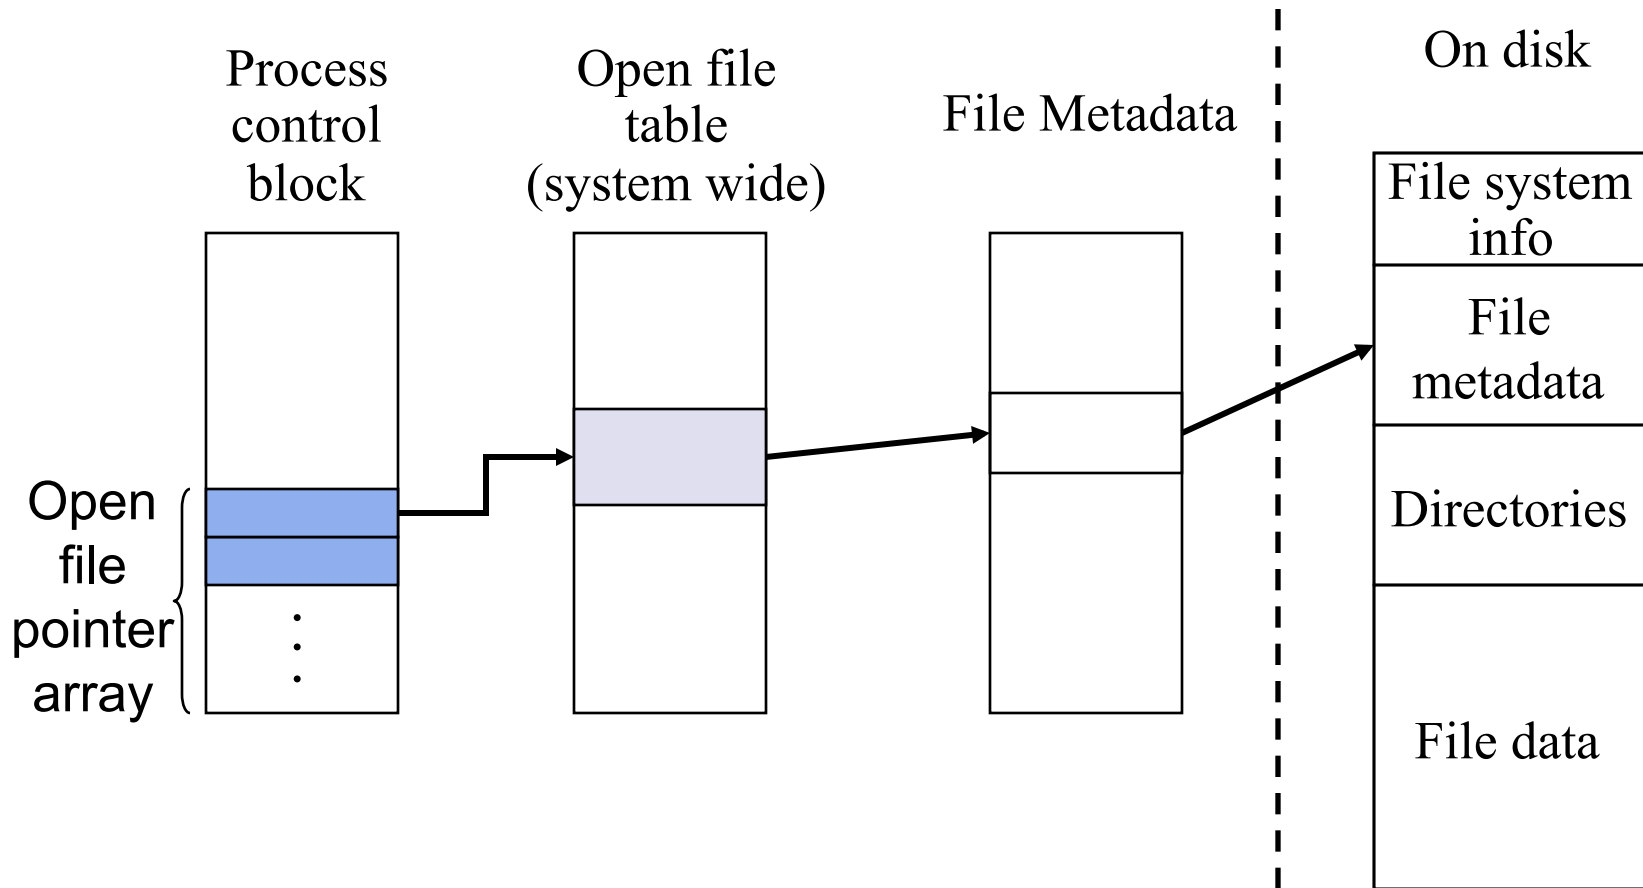 Process
control
block
Open file
table
(system wide)
File Metadata
On disk
File system
info
File
metadata
Directories
File data
Open
file
pointer
array